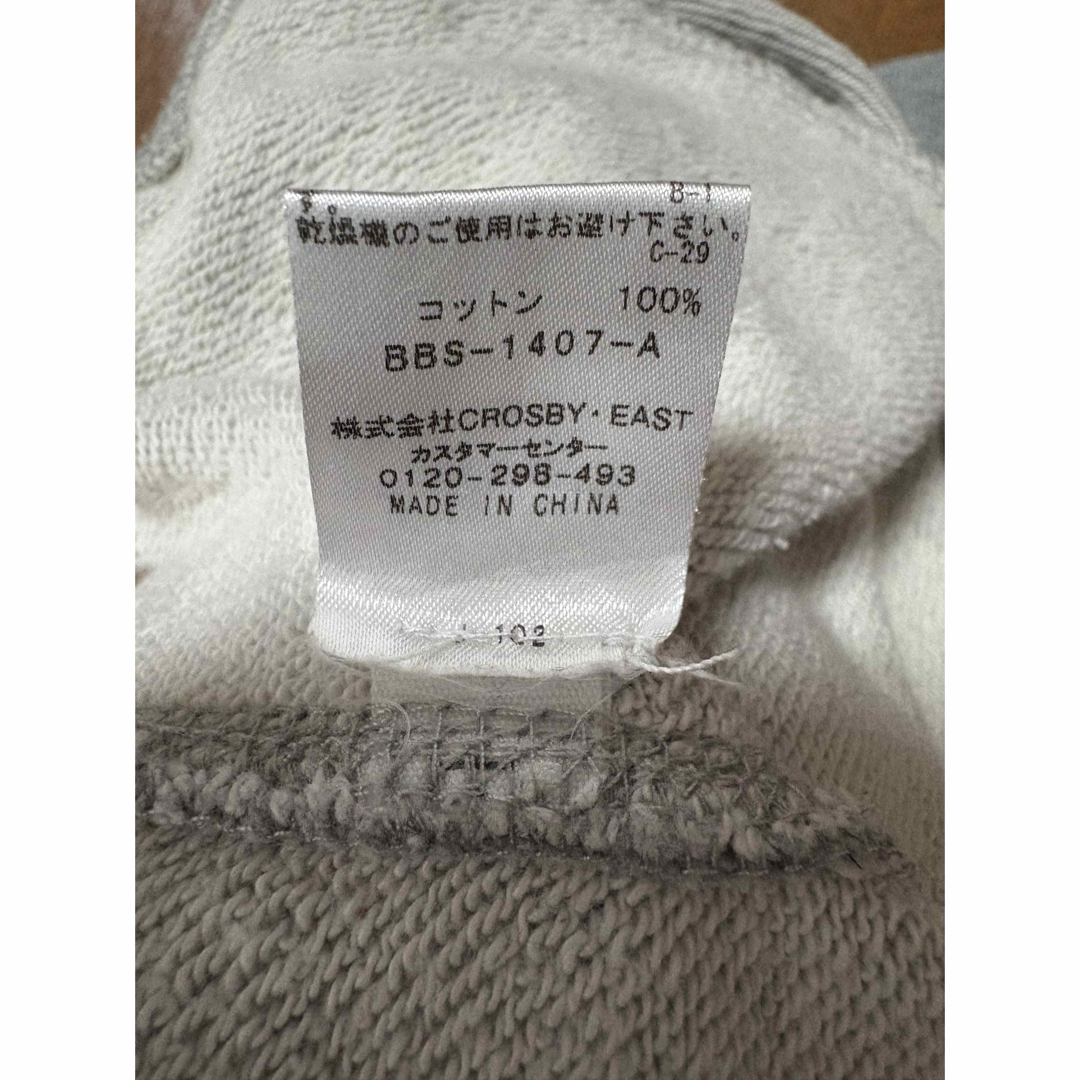 す。 B-1
乾燥機のご使用はお避け下さい。
C-29
コットン 100%
BBS-1407-A
株式会社CROSBY・EAST
カスタマーセンター
0120-298-493
MADE IN CHINA
102